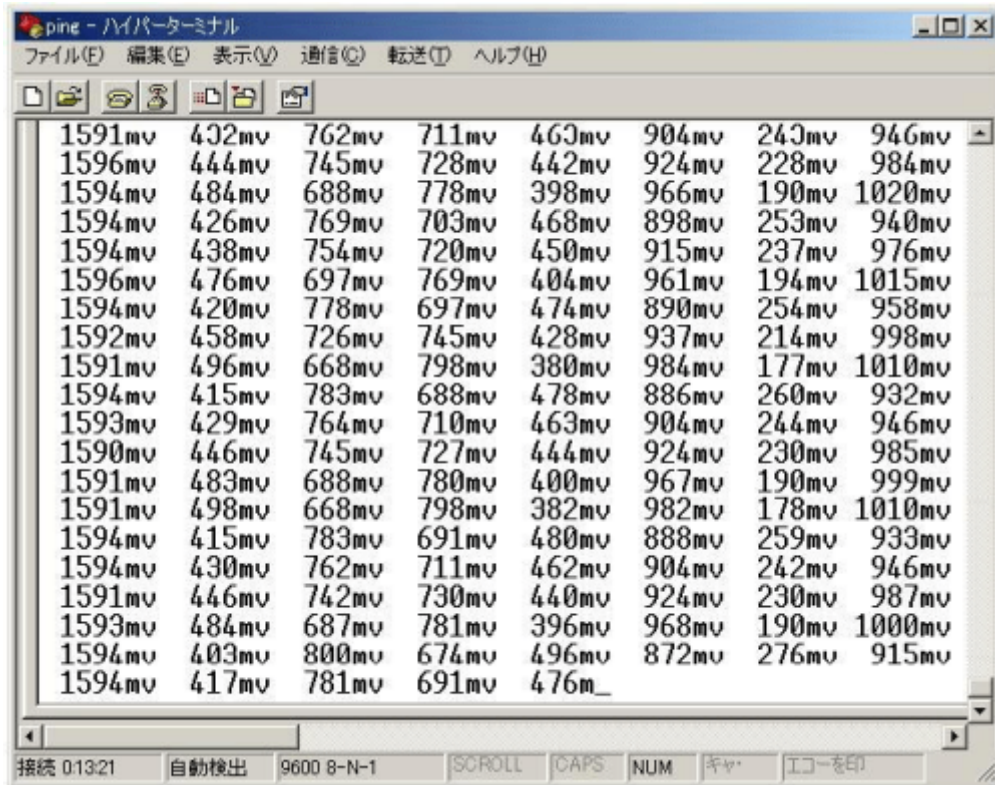 ping - ハイパーターミナル
ファイル(F) 編集(E) 表示(V) 通信(C) 転送(T) ヘルプ(H)
1591mv 432mv 762mv 711mv 463mv 904mv 243mv 946mv
1596mv 444mv 745mv 728mv 442mv 924mv 228mv 984mv
1594mv 484mv 688mv 778mv 398mv 966mv 190mv 1020mv
1594mv 426mv 769mv 703mv 468mv 898mv 253mv 940mv
1594mv 438mv 754mv 720mv 450mv 915mv 237mv 976mv
1596mv 476mv 697mv 769mv 404mv 961mv 194mv 1015mv
1594mv 420mv 778mv 697mv 474mv 890mv 254mv 958mv
1592mv 458mv 726mv 745mv 428mv 937mv 214mv 998mv
1591mv 496mv 668mv 798mv 380mv 984mv 177mv 1010mv
1594mv 415mv 783mv 688mv 478mv 886mv 260mv 932mv
1593mv 429mv 764mv 710mv 463mv 904mv 244mv 946mv
1590mv 446mv 745mv 727mv 444mv 924mv 230mv 985mv
1591mv 483mv 688mv 780mv 400mv 967mv 190mv 999mv
1591mv 498mv 668mv 798mv 382mv 982mv 178mv 1010mv
1594mv 415mv 783mv 691mv 480mv 888mv 259mv 933mv
1594mv 430mv 762mv 711mv 462mv 904mv 242mv 946mv
1591mv 446mv 742mv 730mv 440mv 924mv 230mv 987mv
1593mv 484mv 687mv 781mv 396mv 968mv 190mv 1000mv
1594mv 403mv 800mv 674mv 496mv 872mv 276mv 915mv
1594mv 417mv 781mv 691mv 476m_
接続 0:13:21 自動検出 9600 8-N-1 SCROLL CAPS NUM キャ・ エコーを印